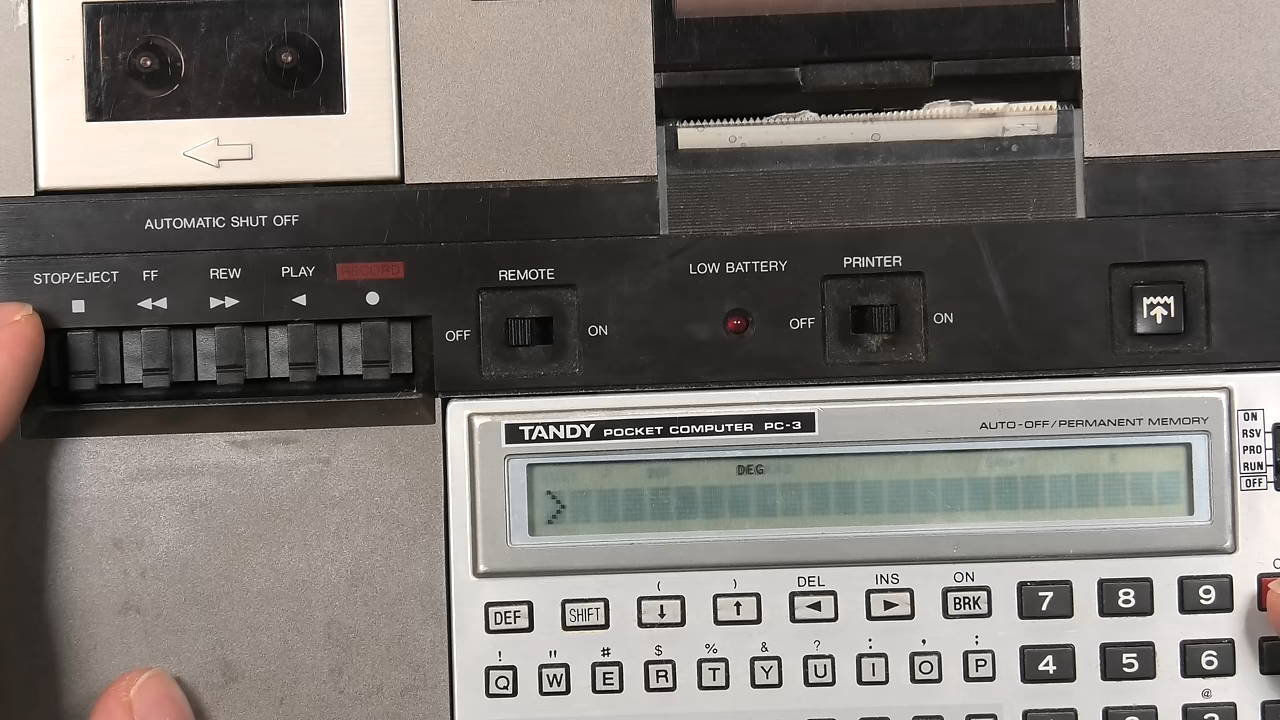 AUTOMATIC SHUT OFF
STOP/EJECT FF REW PLAY RECORD
REMOTE
OFF ON
LOW BATTERY
PRINTER
OFF ON
TANDY POCKET COMPUTER PC-3
AUTO-OFF/PERMANENT MEMORY
ON
RSV
PRO
RUN
OFF
DEG
>
( ) DEL INS ON
DEF SHIFT ↓ ↑ ◀ ▶ BRK 7 8 9
! " # $ % & ? : , ;
Q W E R T Y U I O P 4 5 6
@